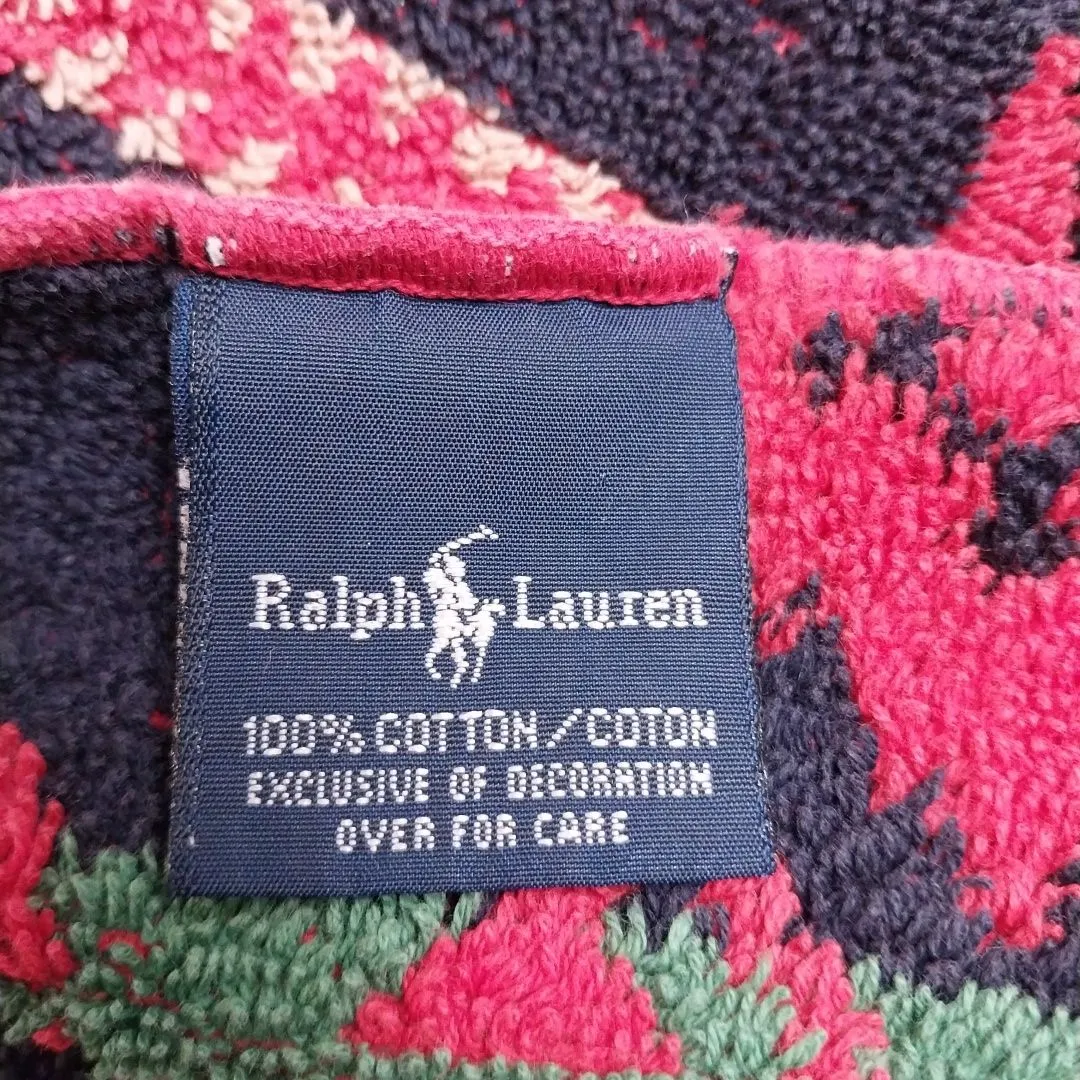 Ralph Lauren
100% COTTON/COTON
EXCLUSIVE OF DECORATION
OVER FOR CARE